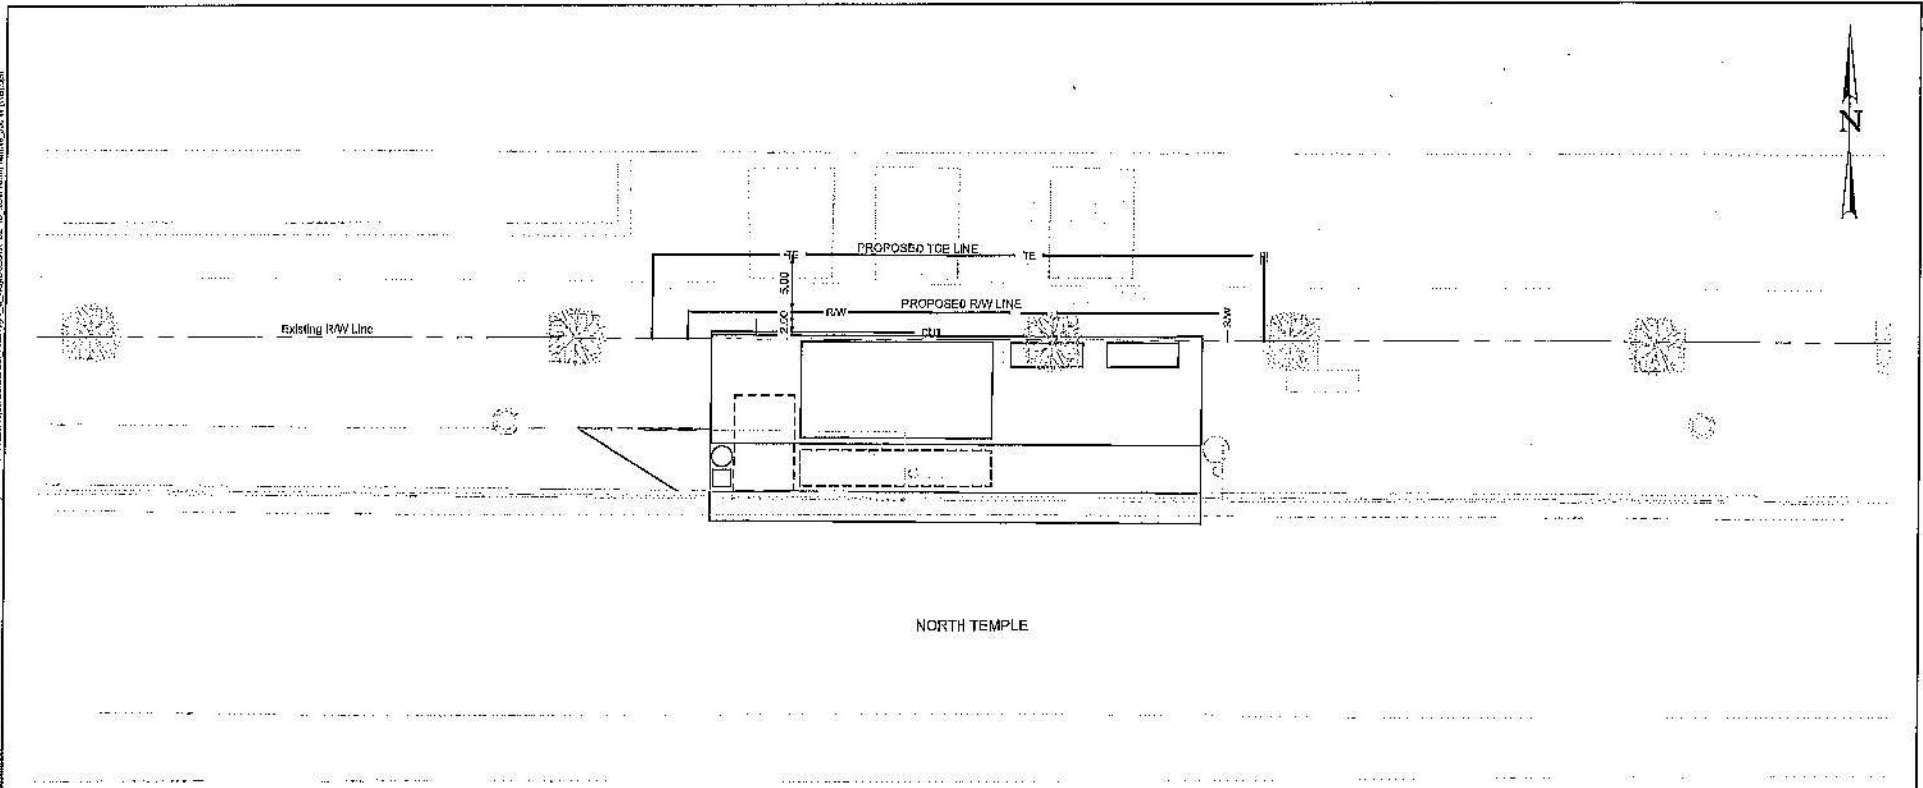 N
PROPOSED TCE LINE
TE
TE
5.00
PROPOSED R/W LINE
R/W
R/W
2.00
Existing R/W Line
CUT
NORTH TEMPLE